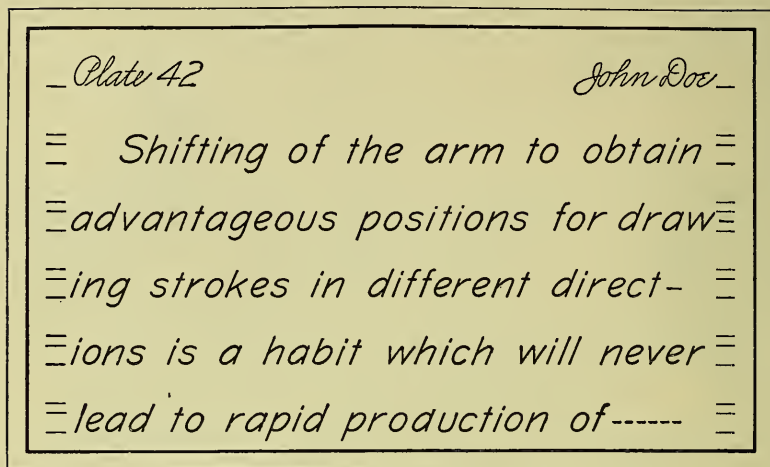 Plate 42 John Doe
Shifting of the arm to obtain
advantageous positions for draw-
ing strokes in different direct-
ions is a habit which will never
lead to rapid production of------